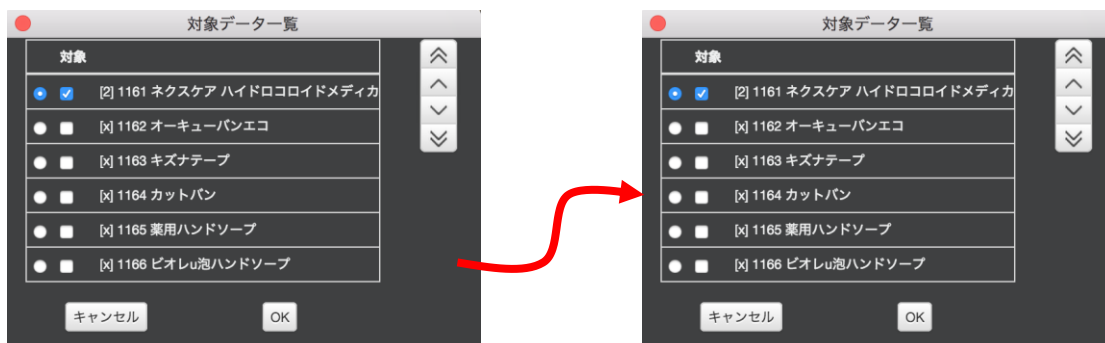 対象データ一覧
対象
[2] 1161 ネクスケア ハイドロコロイドメディカ
[x] 1162 オーキューバンエコ
[x] 1163 キズナテープ
[x] 1164 カットバン
[x] 1165 薬用ハンドソープ
[x] 1166 ビオレu泡ハンドソープ
キャンセル
OK
対象データ一覧
対象
[2] 1161 ネクスケア ハイドロコロイドメディカ
[x] 1162 オーキューバンエコ
[x] 1163 キズナテープ
[x] 1164 カットバン
[x] 1165 薬用ハンドソープ
[x] 1166 ビオレu泡ハンドソープ
キャンセル
OK